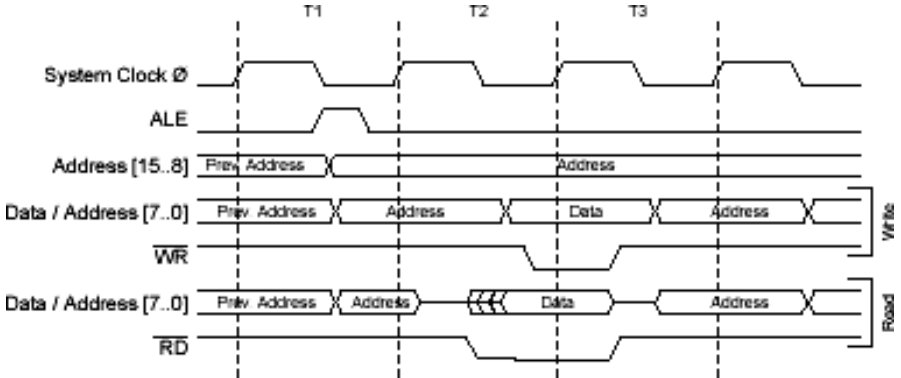 T1 T2 T3
System Clock Ø
ALE
Address [15..8] Prev Address Address
Data / Address [7..0] Prev Address Address Data Address
WR
Write
Data / Address [7..0] Prev Address Address Data Address
RD
Read